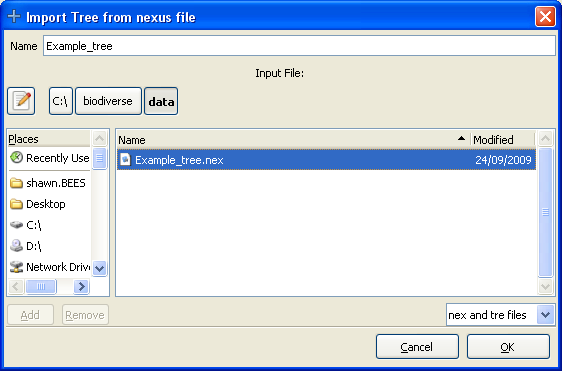 Import Tree from nexus file
Name Example_tree
Input File:
C:\ biodiverse data
Places Name Modified
Recently Use Example_tree.nex 24/09/2009
shawn.BEES
Desktop
C:\
D:\
Network Driv
Add Remove nex and tre files
Cancel OK